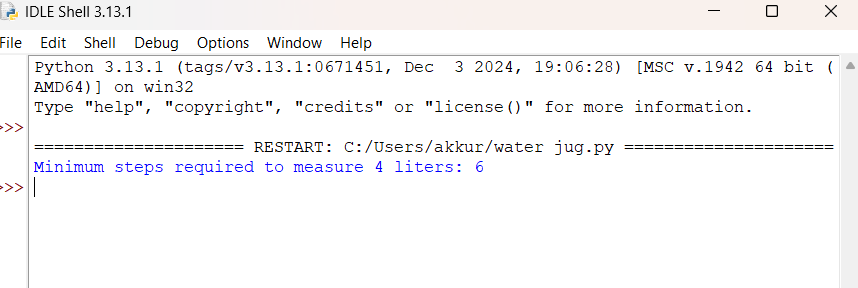 IDLE Shell 3.13.1
File Edit Shell Debug Options Window Help
Python 3.13.1 (tags/v3.13.1:0671451, Dec  3 2024, 19:06:28) [MSC v.1942 64 bit (
AMD64)] on win32
Type "help", "copyright", "credits" or "license()" for more information.
>>>
===================== RESTART: C:/Users/akkur/water jug.py =====================
Minimum steps required to measure 4 liters: 6
>>>